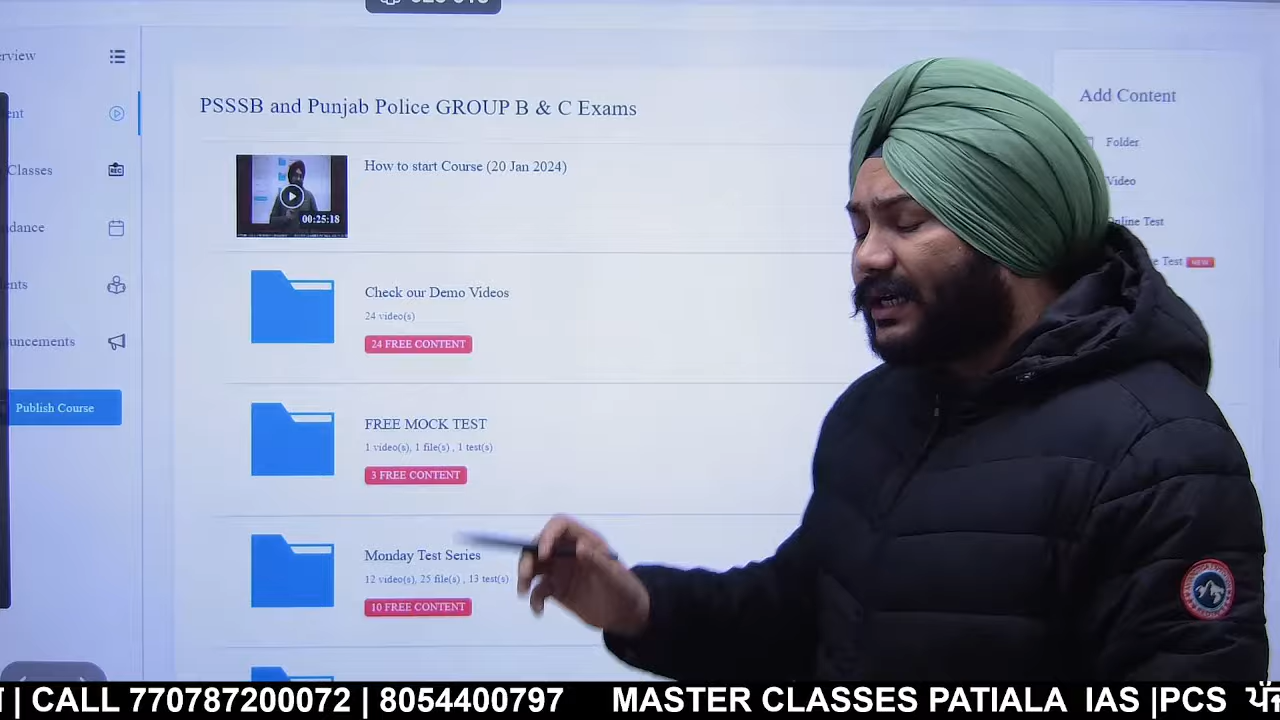 erview
ent
Classes
REC
dance
ents
ouncements
Publish Course
PSSSB and Punjab Police GROUP B & C Exams
How to start Course (20 Jan 2024)
00:25:18
Check our Demo Videos
24 video(s)
24 FREE CONTENT
FREE MOCK TEST
1 video(s), 1 file(s) , 1 test(s)
3 FREE CONTENT
Monday Test Series
12 video(s), 25 file(s) , 13 test(s)
10 FREE CONTENT
Add Content
Folder
Video
Online Test
e Test NEW
| CALL 770787200072 | 8054400797 MASTER CLASSES PATIALA IAS |PCS